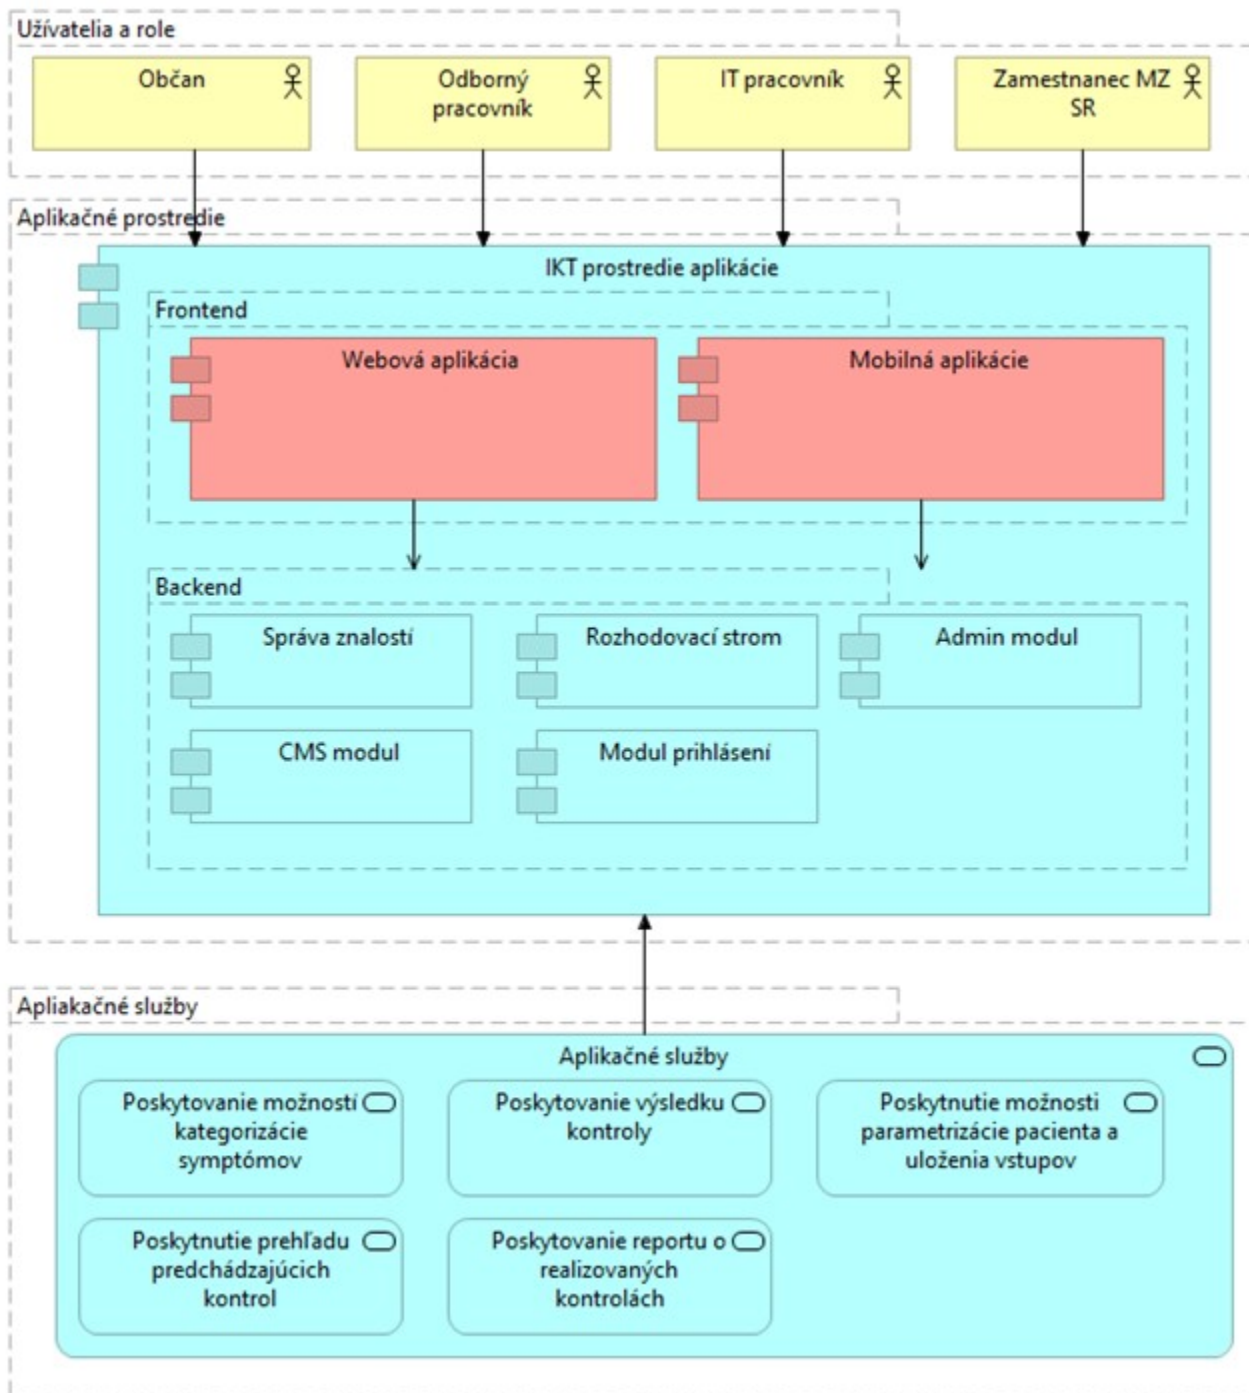 Užívatelia a role
Občan
Odborný
pracovník
IT pracovník
Zamestnanec MZ
SR
Aplikačné prostredie
IKT prostredie aplikácie
Frontend
Webová aplikácia
Mobilná aplikácie
Backend
Správa znalostí
Rozhodovací strom
Admin modul
CMS modul
Modul prihlásení
Apliakačné služby
Aplikačné služby
Poskytovanie možností
kategorizácie
symptómov
Poskytovanie výsledku
kontroly
Poskytnutie možnosti
parametrizácie pacienta a
uloženia vstupov
Poskytnutie prehľadu
predchádzajúcich
kontrol
Poskytovanie reportu o
realizovaných
kontrolách